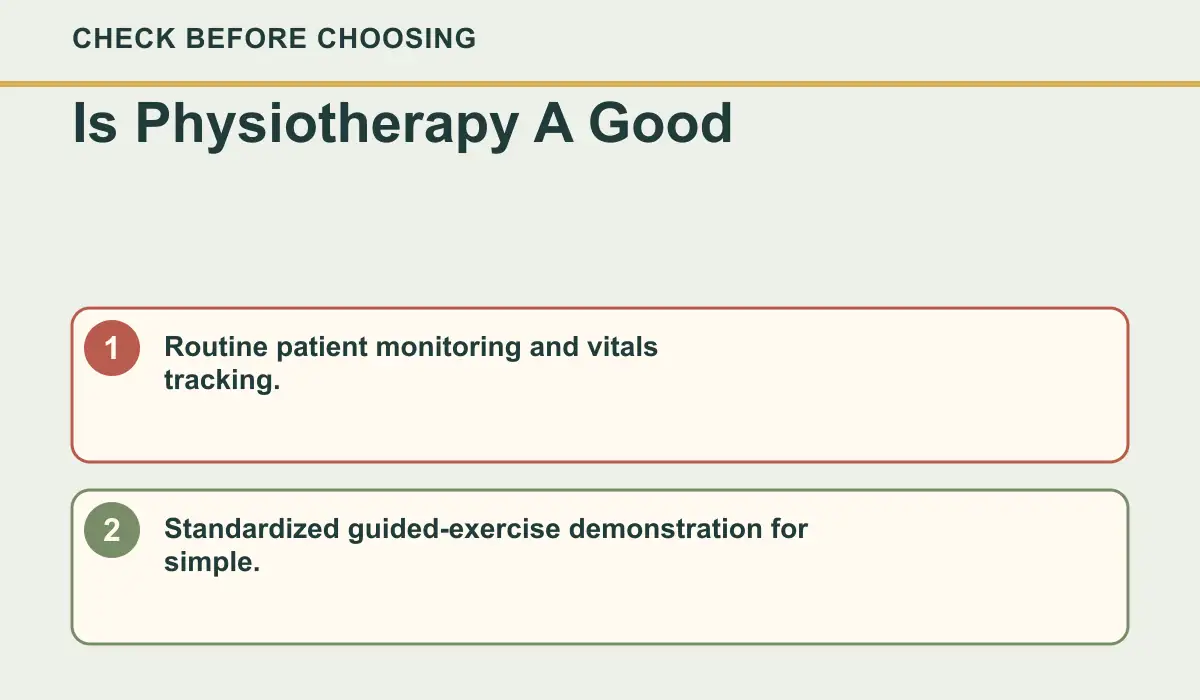 CHECK BEFORE CHOOSING
Is Physiotherapy A Good
1
Routine patient monitoring and vitals
tracking.
2
Standardized guided-exercise demonstration for
simple.